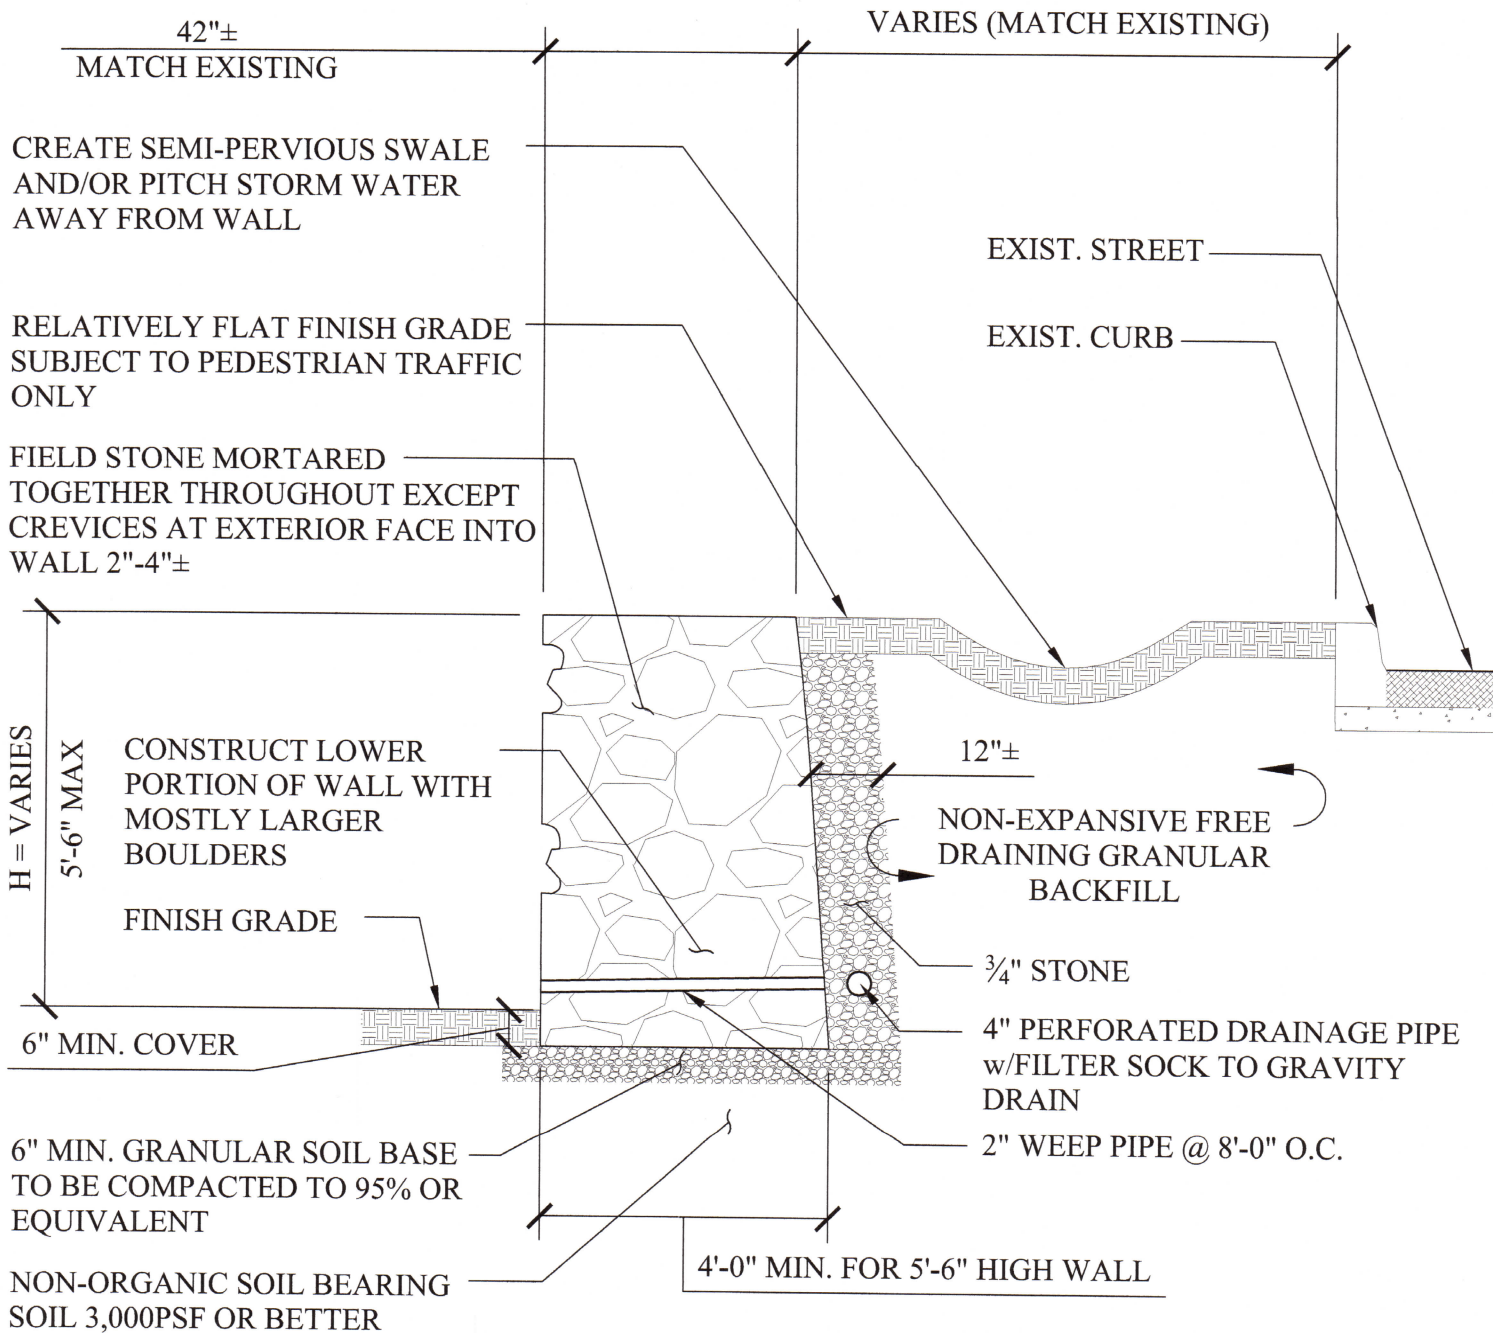 42"±
MATCH EXISTING
VARIES (MATCH EXISTING)
CREATE SEMI-PERVIOUS SWALE
AND/OR PITCH STORM WATER
AWAY FROM WALL
EXIST. STREET
RELATIVELY FLAT FINISH GRADE
SUBJECT TO PEDESTRIAN TRAFFIC
ONLY
EXIST. CURB
FIELD STONE MORTARED
TOGETHER THROUGHOUT EXCEPT
CREVICES AT EXTERIOR FACE INTO
WALL 2"-4"±
H = VARIES
5'-6" MAX
CONSTRUCT LOWER
PORTION OF WALL WITH
MOSTLY LARGER
BOULDERS
12"±
NON-EXPANSIVE FREE
DRAINING GRANULAR
BACKFILL
FINISH GRADE
¾" STONE
6" MIN. COVER
4" PERFORATED DRAINAGE PIPE
w/FILTER SOCK TO GRAVITY
DRAIN
2" WEEP PIPE @ 8'-0" O.C.
6" MIN. GRANULAR SOIL BASE
TO BE COMPACTED TO 95% OR
EQUIVALENT
4'-0" MIN. FOR 5'-6" HIGH WALL
NON-ORGANIC SOIL BEARING
SOIL 3,000PSF OR BETTER